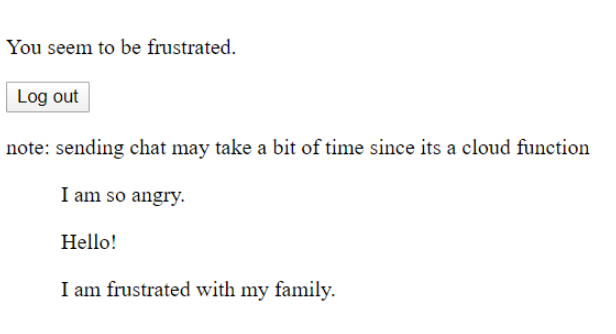 You seem to be frustrated.
Log out
note: sending chat may take a bit of time since its a cloud function
I am so angry.
Hello!
I am frustrated with my family.